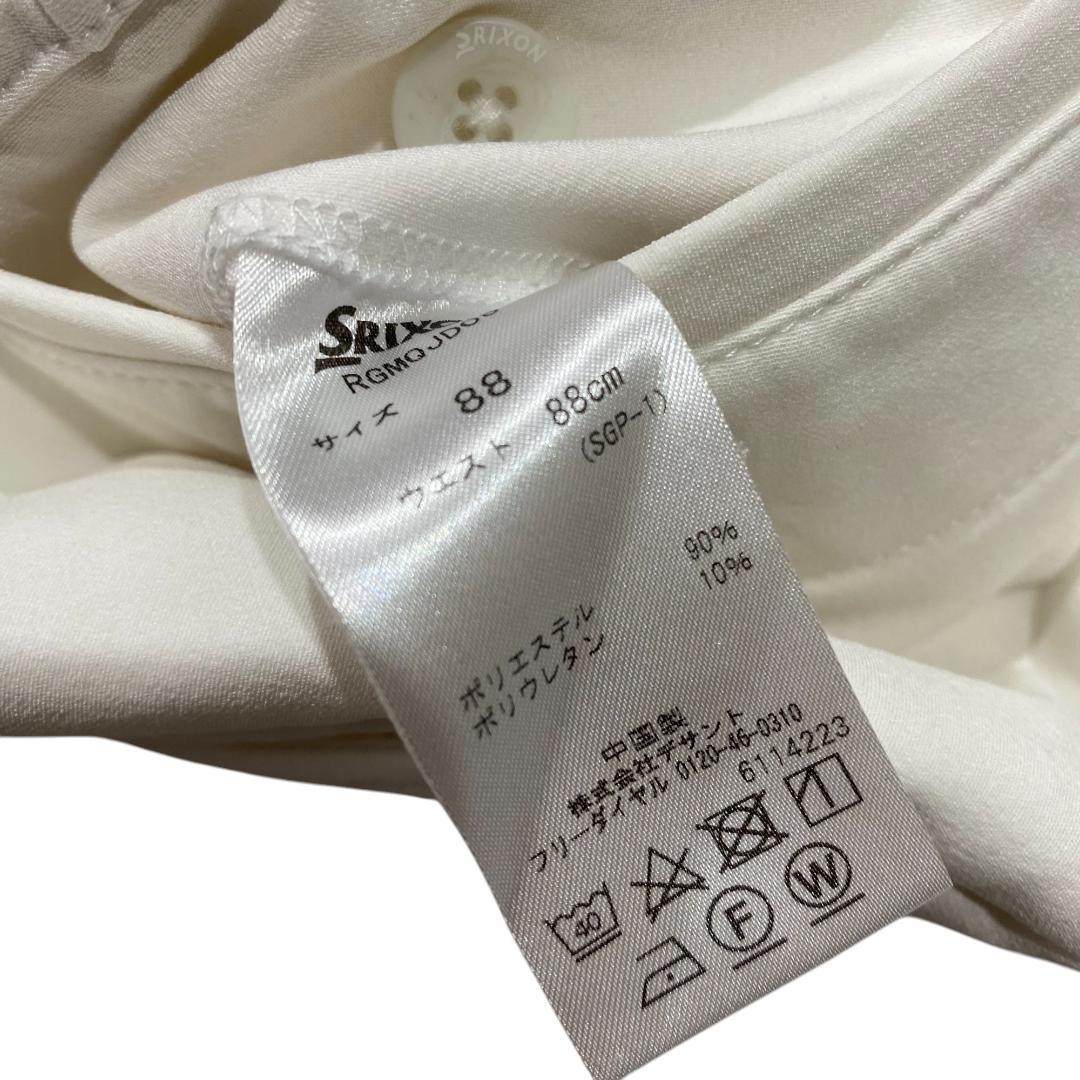 SRIXON
SRIXON
サイズ 88
ウエスト 88cm
(SGP-1)
ポリエステル 90%
ポリウレタン 10%
中国製
株式会社デサント
フリーダイヤル 0120-46-0310
6114223
40
F
W